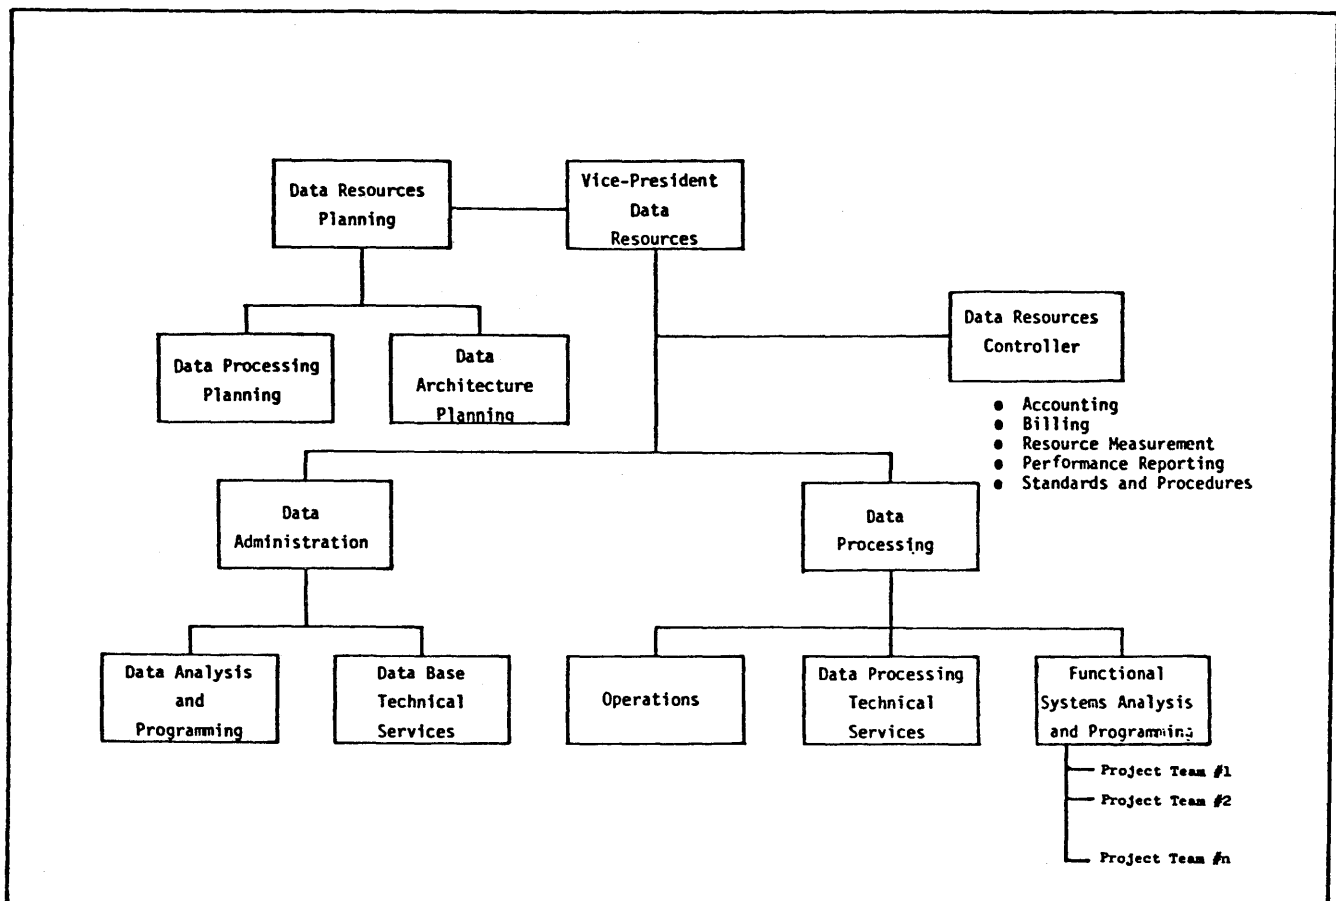 Data Resources
Planning
Vice-President
Data
Resources
Data Processing
Planning
Data
Architecture
Planning
Data Resources
Controller
● Accounting
● Billing
● Resource Measurement
● Performance Reporting
● Standards and Procedures
Data
Administration
Data
Processing
Data Analysis
and
Programming
Data Base
Technical
Services
Operations
Data Processing
Technical
Services
Functional
Systems Analysis
and Programming
Project Team #1
Project Team #2
Project Team #n